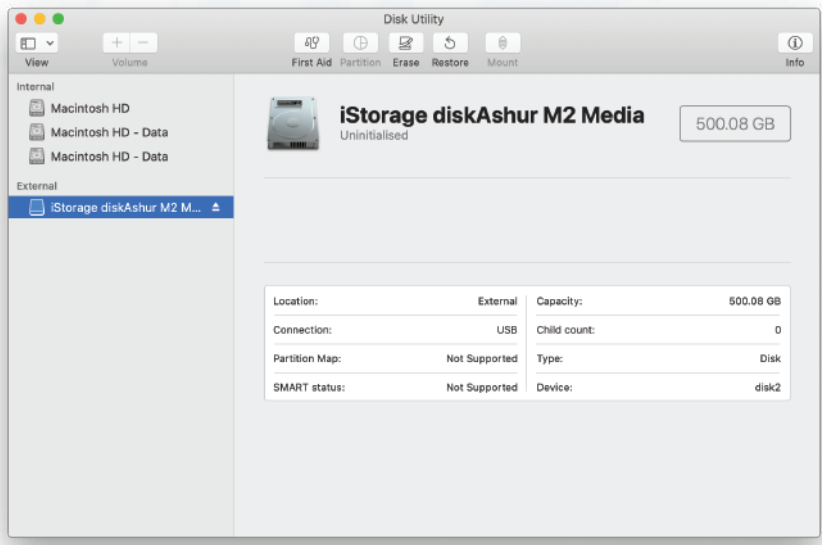 Disk Utility
View
Volume
First Aid Partition Erase Restore Mount
Info
Internal
Macintosh HD
Macintosh HD - Data
Macintosh HD - Data
External
iStorage diskAshur M2 M...
iStorage diskAshur M2 Media
Uninitialised
500.08 GB
Location: External
Capacity: 500.08 GB
Connection: USB
Child count: 0
Partition Map: Not Supported
Type: Disk
SMART status: Not Supported
Device: disk2